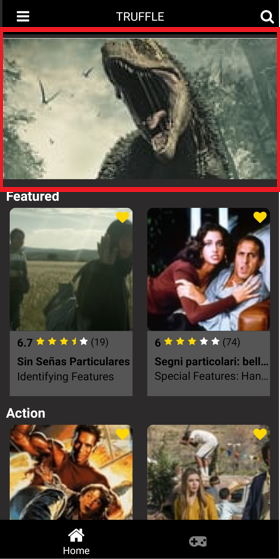 TRUFFLE
Featured
6.7 (19)
Sin Señas Particulares
Identifying Features
6 (74)
Segni particolari: bell...
Special Features: Han...
Action
Home